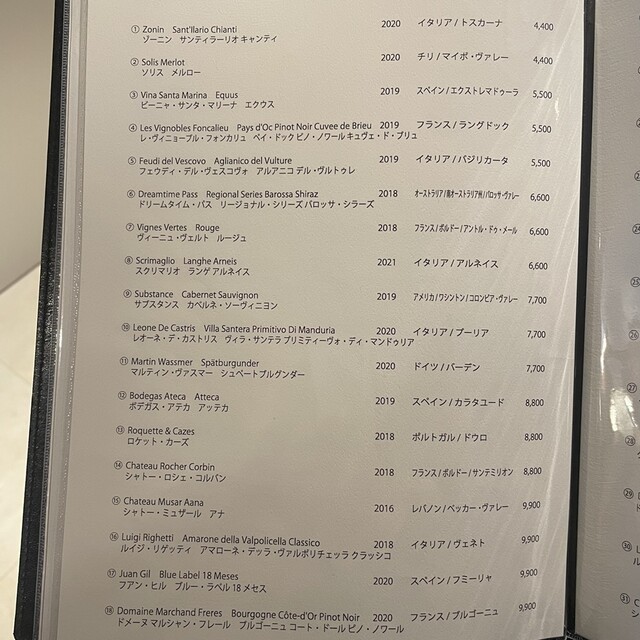 ① Zonin Sant'Ilario Chianti 2020 イタリア / トスカーナ 4,400
ゾーニン サンティラーリオ キャンティ
② Solis Merlot 2020 チリ / マイポ・ヴァレー 4,400
ソリス メルロー
③ Vina Santa Marina Equus 2019 スペイン / エクストレマドゥーラ 5,500
ビーニャ・サンタ・マリーナ エクウス
④ Les Vignobles Foncalieu Pays d'Oc Pinot Noir Cuvee de Brieu 2019 フランス / ラングドック 5,500
レ・ヴィニョーブル・フォンカリュ ペイ・ドック ピノ・ノワール キュヴェ・ド・ブリュ
⑤ Feudi del Vescovo Aglianico del Vulture 2019 イタリア / バジリカータ 5,500
フェウディ・デル・ヴェスコヴォ アルアニコ デル・ヴルトゥレ
⑥ Dreamtime Pass Regional Series Barossa Shiraz 2018 オーストラリア / 南オーストラリア州 / バロッサ・ヴァレー 6,600
ドリームタイム・パス リージョナル・シリーズ バロッサ・シラーズ
⑦ Vignes Vertes Rouge 2018 フランス / ボルドー / アントル・ドゥ・メール 6,600
ヴィーニュ・ヴェルト ルージュ
⑧ Scrimaglio Langhe Arneis 2021 イタリア / アルネイス 6,600
スクリマリオ ランゲ アルネイス
⑨ Substance Cabernet Sauvignon 2019 アメリカ / ワシントン / コロンビア・ヴァレー 7,700
サブスタンス カベルネ・ソーヴィニヨン
⑩ Leone De Castris Villa Santera Primitivo Di Manduria 2020 イタリア / プーリア 7,700
レオーネ・デ・カストリス ヴィラ・サンテラ プリミティーヴォ・ディ・マンドゥリア
⑪ Martin Wassmer Spätburgunder 2020 ドイツ / バーデン 7,700
マルティン・ヴァスマー シュペートブルグンダー
⑫ Bodegas Ateca Atteca 2019 スペイン / カラタユード 8,800
ボデガス・アテカ アッテカ
⑬ Roquette & Cazes 2018 ポルトガル / ドウロ 8,800
ロケット・カーズ
⑭ Chateau Rocher Corbin 2018 フランス / ボルドー / サンテミリオン 8,800
シャトー・ロシェ・コルバン
⑮ Chateau Musar Aana 2016 レバノン / ベッカー・ヴァレー 9,900
シャトー・ミュザール アナ
⑯ Luigi Righetti Amarone della Valpolicella Classico 2018 イタリア / ヴェネト 9,900
ルイジ・リゲッティ アマローネ・デッラ・ヴァルポリチェッラ クラッシコ
⑰ Juan Gil Blue Label 18 Meses 2020 スペイン / フミーリャ 9,900
フアン・ヒル ブルー・ラベル 18 メセス
⑱ Domaine Marchand Freres Bourgogne Côte-d'Or Pinot Noir 2020 フランス / ブルゴーニュ 9,900
ドメーヌ マルシャン・フレール ブルゴーニュ コート・ドール ピノ・ノワール
㉗
㉘
㉙
㉚
㉛